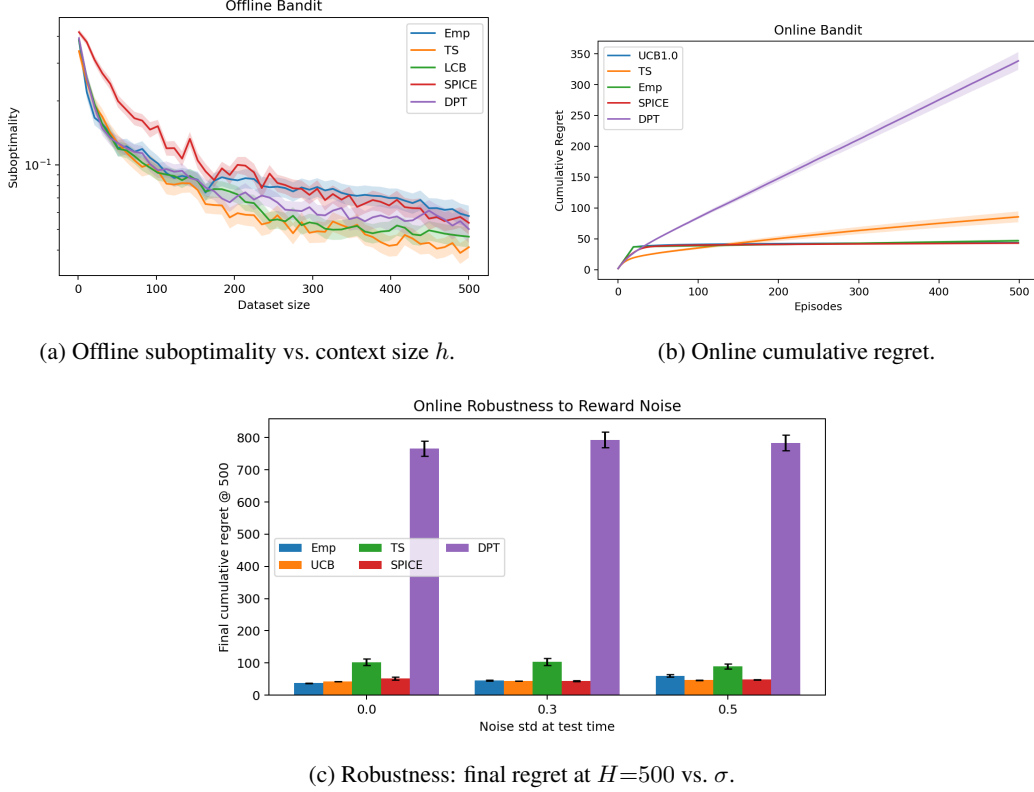 Offline Bandit
Suboptimality
10⁻¹
Emp
TS
LCB
SPICE
DPT
0 100 200 300 400 500
Dataset size
(a) Offline suboptimality vs. context size h.
Online Bandit
Cumulative Regret
350
300
250
200
150
100
50
0
UCB1.0
TS
Emp
SPICE
DPT
0 100 200 300 400 500
Episodes
(b) Online cumulative regret.
Online Robustness to Reward Noise
Final cumulative regret @ 500
800
700
600
500
400
300
200
100
0
Emp TS DPT
UCB SPICE
0.0 0.3 0.5
Noise std at test time
(c) Robustness: final regret at H=500 vs. σ.